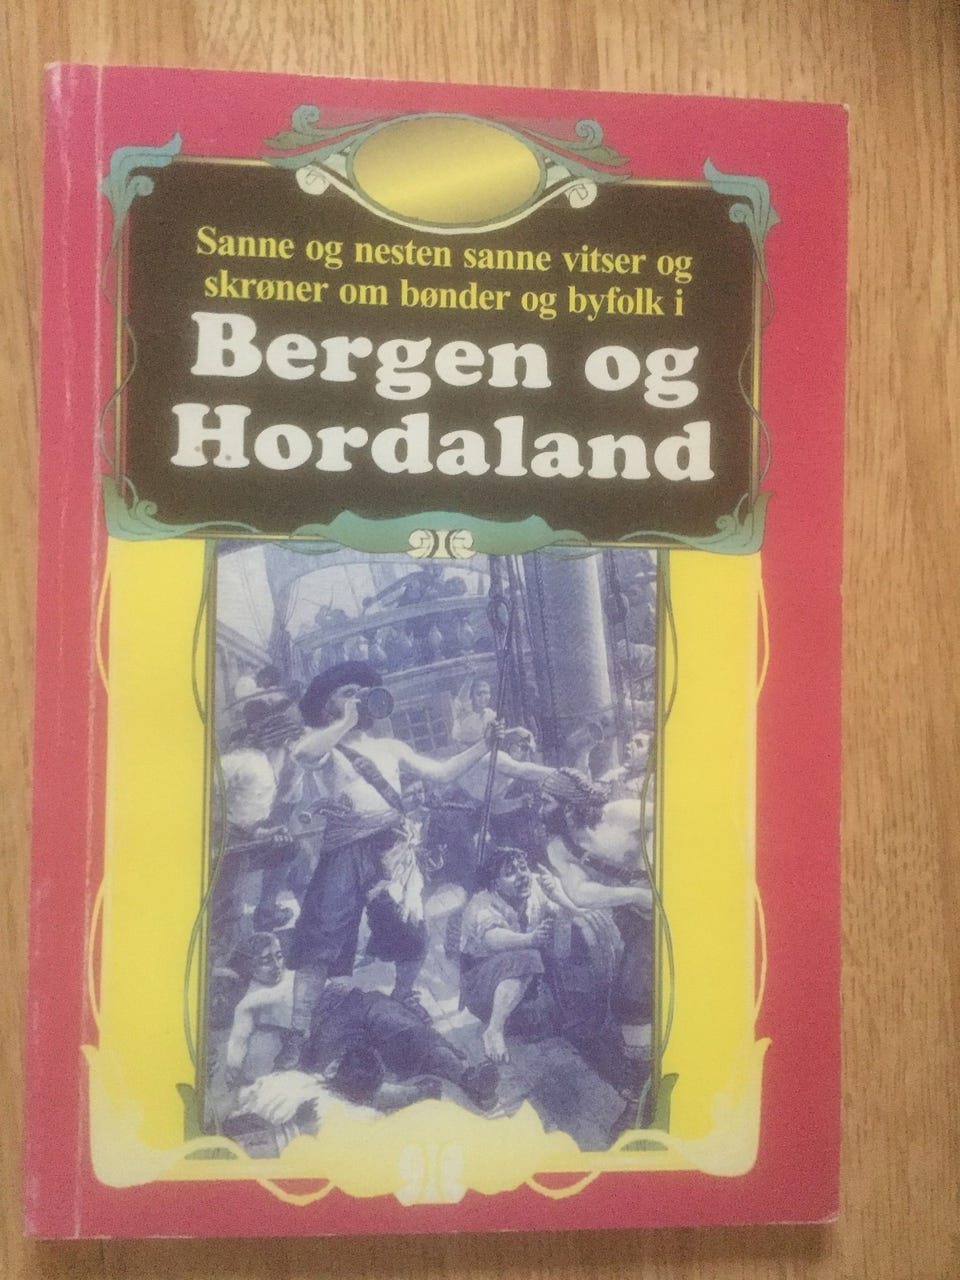 Sanne og nesten sanne vitser og
skrøner om bønder og byfolk i
Bergen og
Hordaland